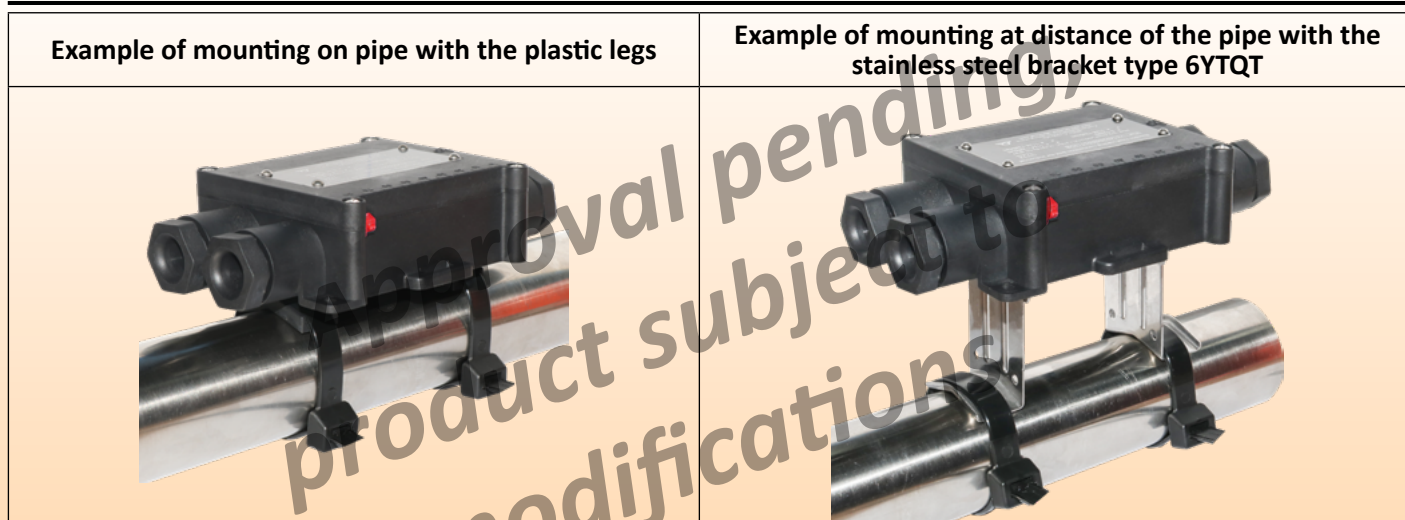 Example of mounting on pipe with the plastic legs
Example of mounting at distance of the pipe with the
stainless steel bracket type 6YTQT
Approval pending,
product subject to
modifications